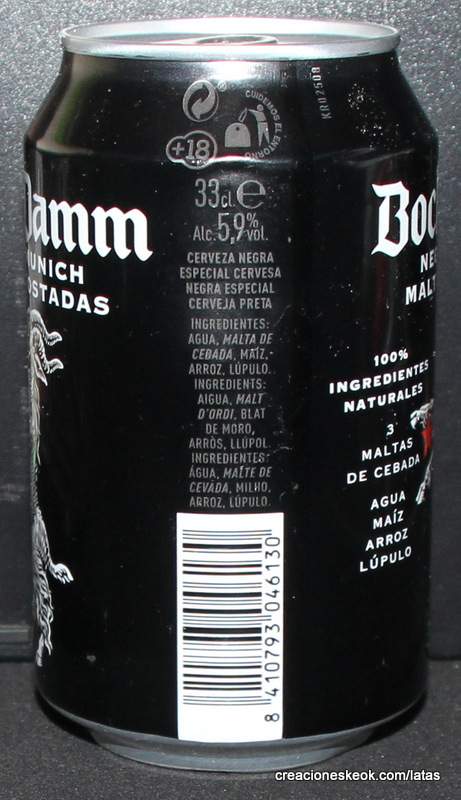 CUIDEMOS EL ENTORNO
KR02508
+18
33cl. e
Alc. 5,9% vol.
CERVEZA NEGRA
ESPECIAL CERVESA
NEGRA ESPECIAL
CERVEJA PRETA
INGREDIENTES:
AGUA, MALTA DE
CEBADA, MAÍZ,
ARROZ, LÚPULO.
INGREDIENTS:
AIGUA, MALT
D'ORDI, BLAT
DE MORO,
ARRÒS, LLÚPOL.
INGREDIENTES:
ÁGUA, MALTE DE
CEVADA, MILHO,
ARROZ, LÚPULO.
8 410793 046130
Damm
MUNICH
OSTADAS
Boc
NE
MALT
100%
INGREDIENTES
NATURALES
3
MALTAS
DE CEBADA
AGUA
MAÍZ
ARROZ
LÚPULO
creacioneskeok.com/latas